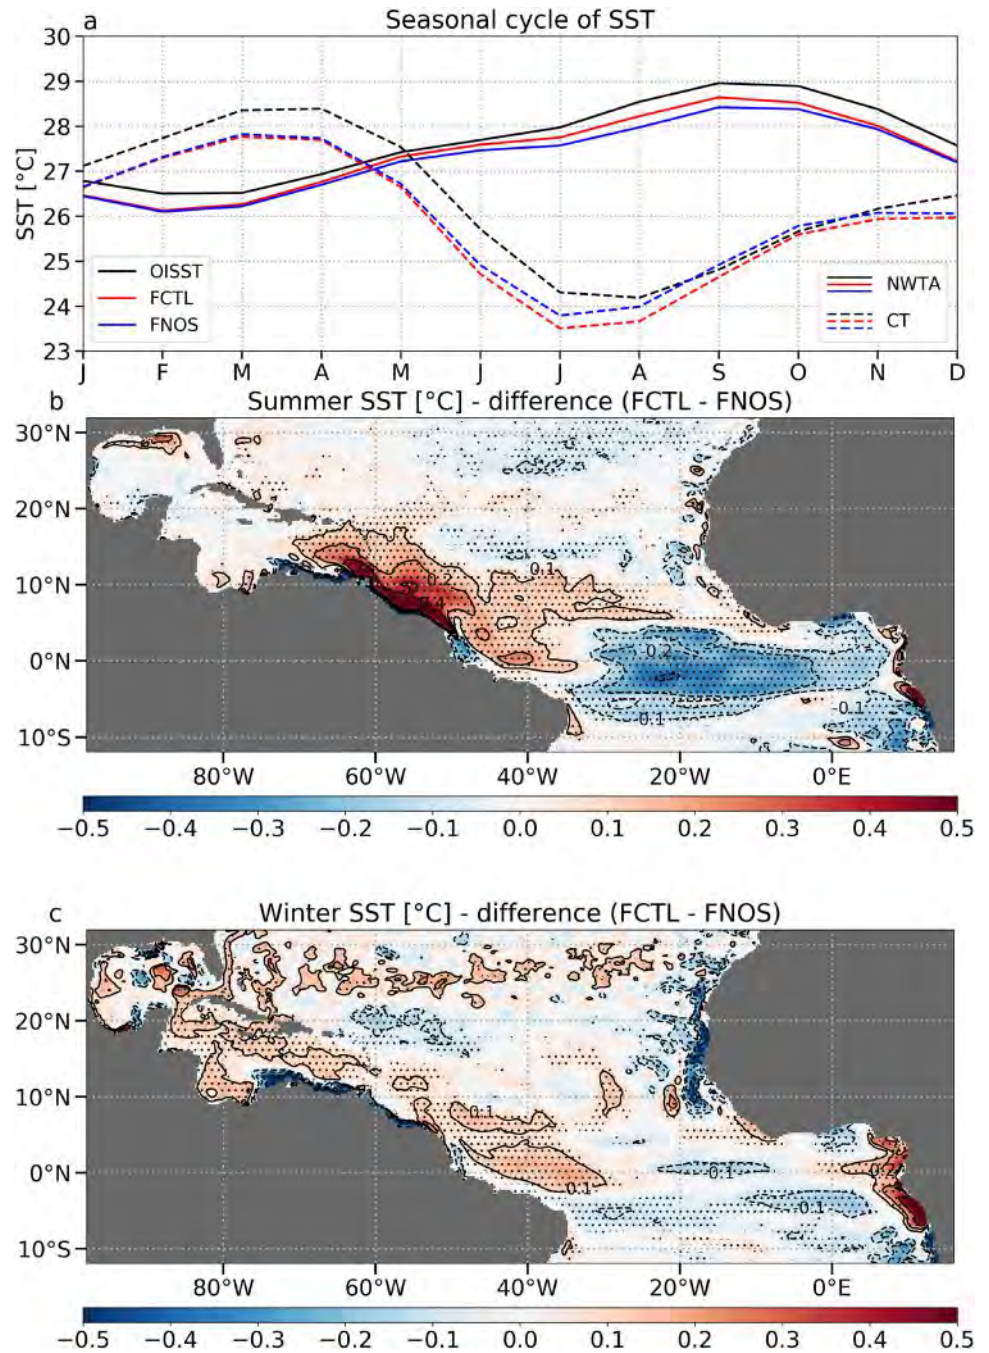 a
Seasonal cycle of SST
30
29
28
27
26
25
24
23
SST [°C]
OISST
FCTL
FNOS
NWTA
CT
J F M A M J J A S O N D
b
Summer SST [°C] - difference (FCTL - FNOS)
30°N
20°N
10°N
0°N
10°S
0.2
0.1
0.2
0.1
-0.1
80°W 60°W 40°W 20°W 0°E
−0.5 −0.4 −0.3 −0.2 −0.1 0.0 0.1 0.2 0.3 0.4 0.5
c
Winter SST [°C] - difference (FCTL - FNOS)
30°N
20°N
10°N
0°N
10°S
0.1
0.1
0.1
0.1
0.2
80°W 60°W 40°W 20°W 0°E
−0.5 −0.4 −0.3 −0.2 −0.1 0.0 0.1 0.2 0.3 0.4 0.5